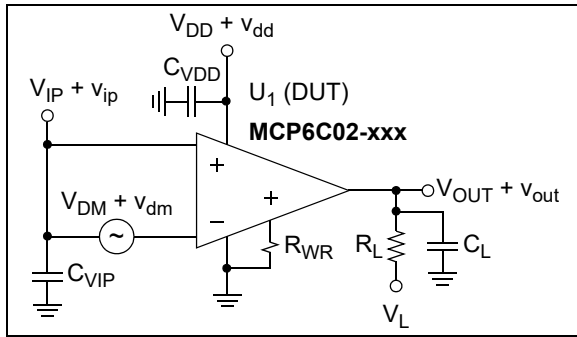 V_DD + v_dd
C_VDD
U_1 (DUT)
V_IP + v_ip
MCP6C02-xxx
+
V_DM + v_dm
+
V_OUT + v_out
~
−
R_WR
R_L
C_L
C_VIP
V_L